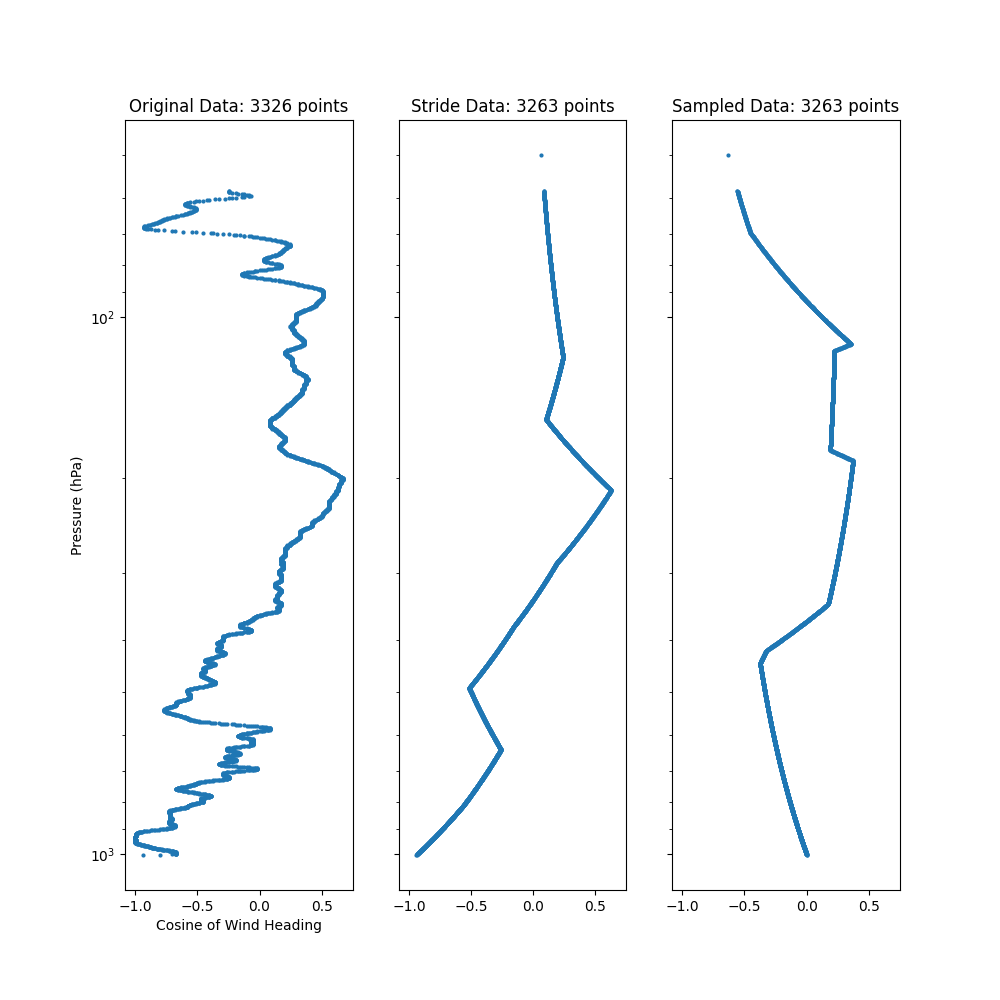 Original Data: 3326 points
Stride Data: 3263 points
Sampled Data: 3263 points
Pressure (hPa)
10²
10³
−1.0 −0.5 0.0 0.5
−1.0 −0.5 0.0 0.5
−1.0 −0.5 0.0 0.5
Cosine of Wind Heading